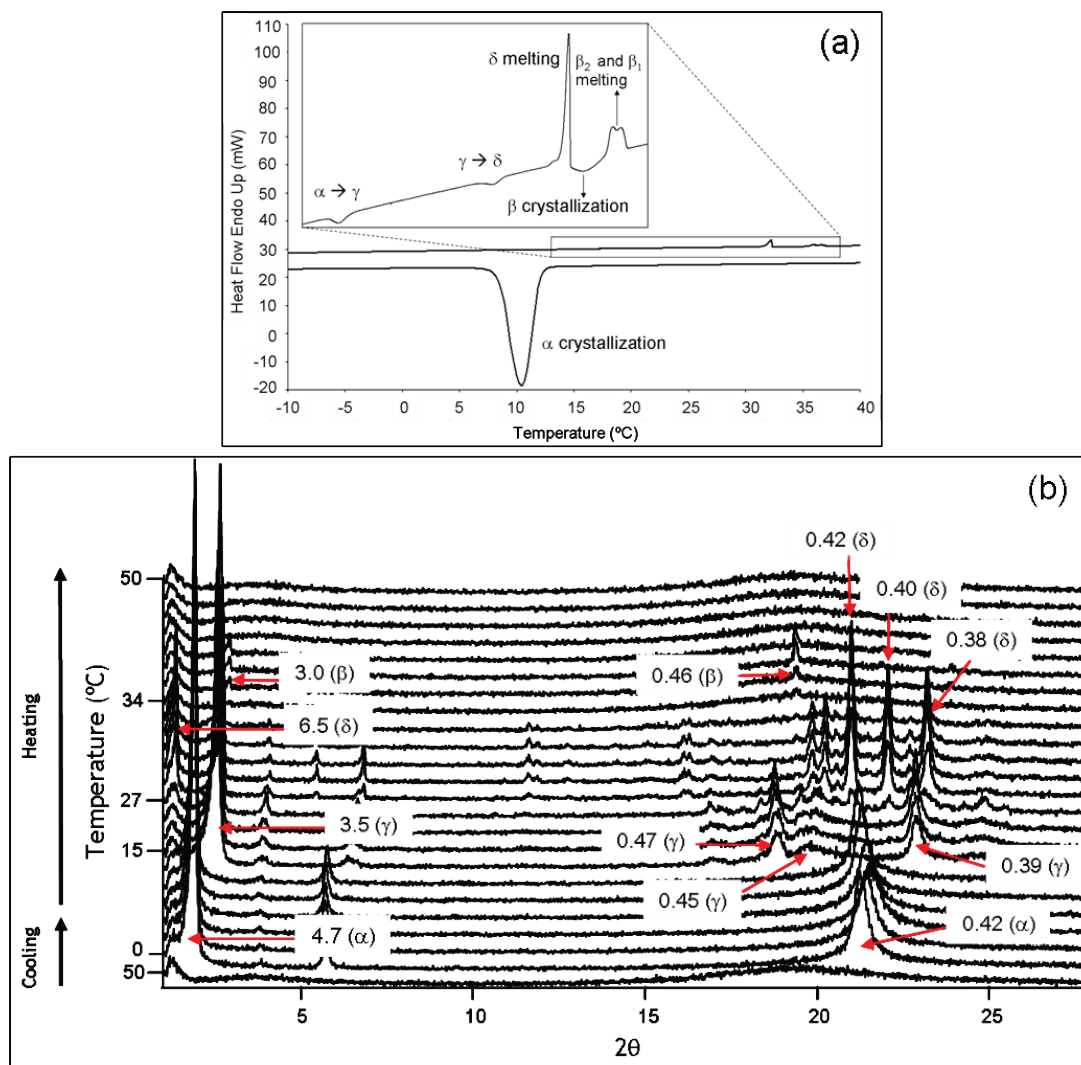 (a)
110
100
90
80
70
60
50
40
30
20
10
0
-10
-20
Heat Flow Endo Up (mW)
δ melting
β2 and β1
melting
γ → δ
α → γ
β crystallization
α crystallization
-10
-5
0
5
10
15
20
25
30
35
40
Temperature (ºC)
(b)
0.42 (δ)
0.40 (δ)
0.38 (δ)
3.0 (β)
0.46 (β)
6.5 (δ)
3.5 (γ)
0.47 (γ)
0.45 (γ)
0.39 (γ)
4.7 (α)
0.42 (α)
50
34
27
15
0
50
Temperature (ºC)
Heating
Cooling
5
10
15
20
25
2θ